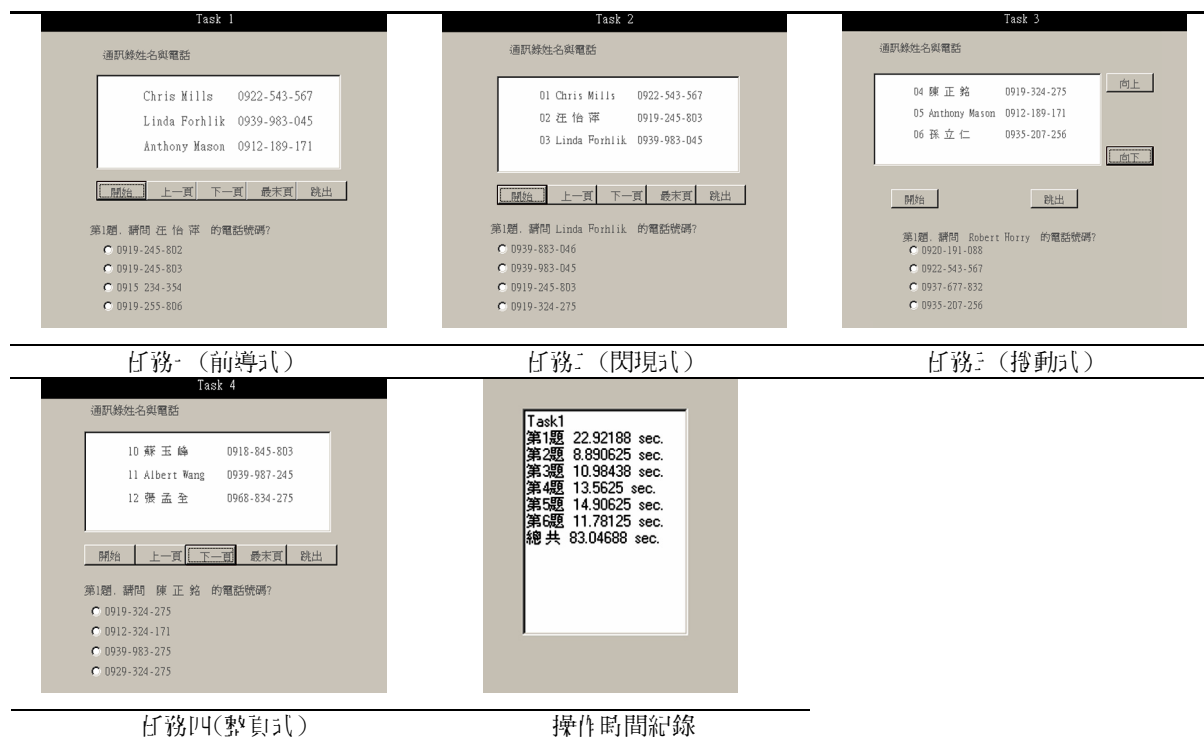 Task 1
通訊錄姓名與電話
Chris Mills 0922-543-567
Linda Forhlik 0939-983-045
Anthony Mason 0912-189-171
開始 上一頁 下一頁 最末頁 跳出
第1題. 請問 汪 怡 萍 的電話號碼?
0919-245-802
0919-245-803
0915 234-354
0919-255-806
任務一 (前導式)
Task 2
通訊錄姓名與電話
01 Chris Mills 0922-543-567
02 汪 怡 萍 0919-245-803
03 Linda Forhlik 0939-983-045
開始 上一頁 下一頁 最末頁 跳出
第1題. 請問 Linda Forhlik 的電話號碼?
0939-883-046
0939-983-045
0919-245-803
0919-324-275
任務二 (閃現式)
Task 3
通訊錄姓名與電話
04 陳 正 銘 0919-324-275
05 Anthony Mason 0912-189-171
06 孫 立 仁 0935-207-256
向上
向下
開始 跳出
第1題. 請問 Robert Horry 的電話號碼?
0920-191-088
0922-543-567
0937-677-832
0935-207-256
任務三 (捲動式)
Task 4
通訊錄姓名與電話
10 蘇 玉 峰 0918-845-803
11 Albert Wang 0939-987-245
12 張 孟 全 0968-834-275
開始 上一頁 下一頁 最末頁 跳出
第1題. 請問 陳 正 銘 的電話號碼?
0919-324-275
0912-324-171
0939-983-275
0929-324-275
任務四(整頁式)
Task1
第1題 22.92188 sec.
第2題 8.890625 sec.
第3題 10.98438 sec.
第4題 13.5625 sec.
第5題 14.90625 sec.
第6題 11.78125 sec.
總共 83.04688 sec.
操作時間紀錄